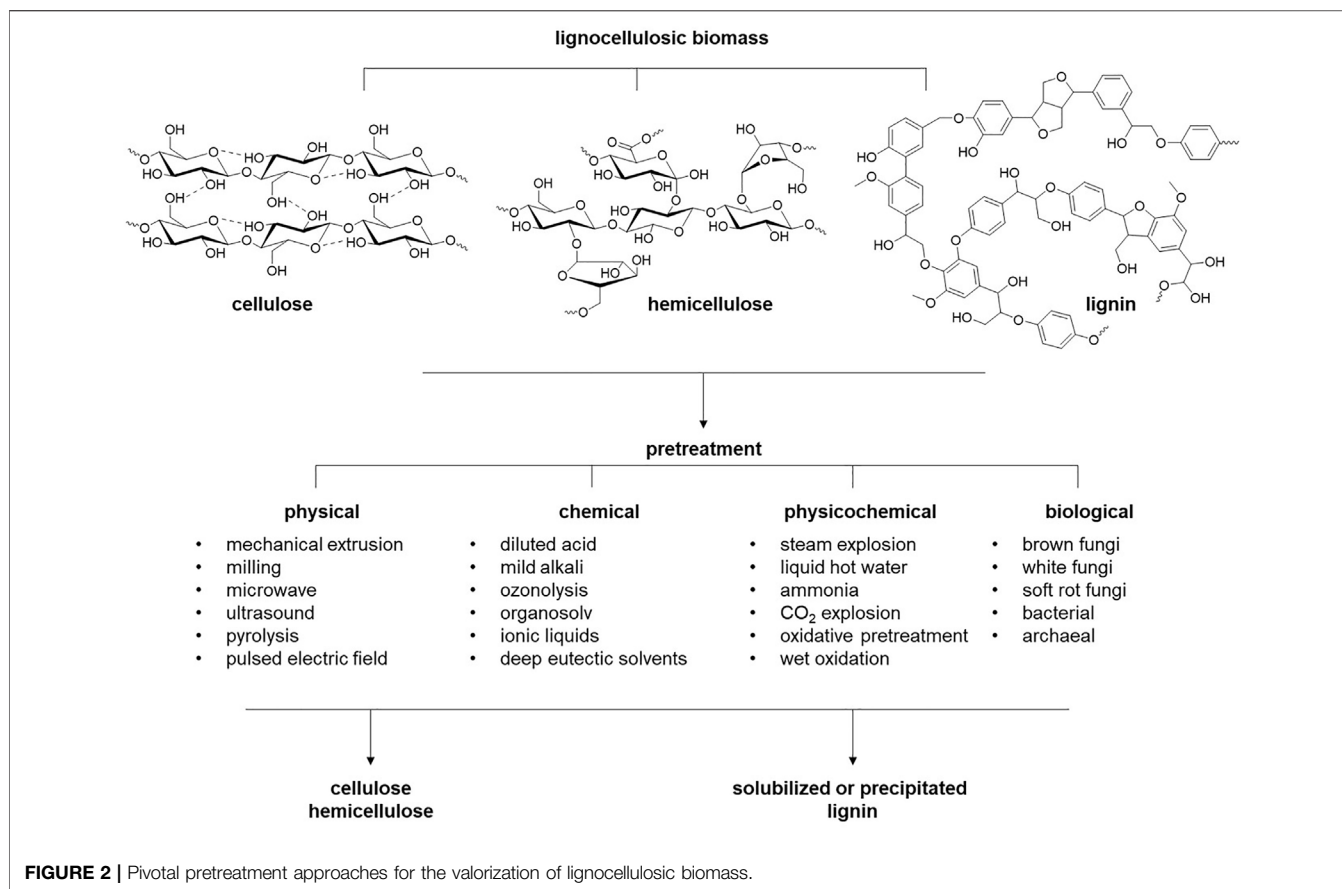 lignocellulosic biomass
cellulose
hemicellulose
lignin
pretreatment
physical
• mechanical extrusion
• milling
• microwave
• ultrasound
• pyrolysis
• pulsed electric field
chemical
• diluted acid
• mild alkali
• ozonolysis
• organosolv
• ionic liquids
• deep eutectic solvents
physicochemical
• steam explosion
• liquid hot water
• ammonia
• CO₂ explosion
• oxidative pretreatment
• wet oxidation
biological
• brown fungi
• white fungi
• soft rot fungi
• bacterial
• archaeal
cellulose
hemicellulose
solubilized or precipitated
lignin
FIGURE 2 | Pivotal pretreatment approaches for the valorization of lignocellulosic biomass.